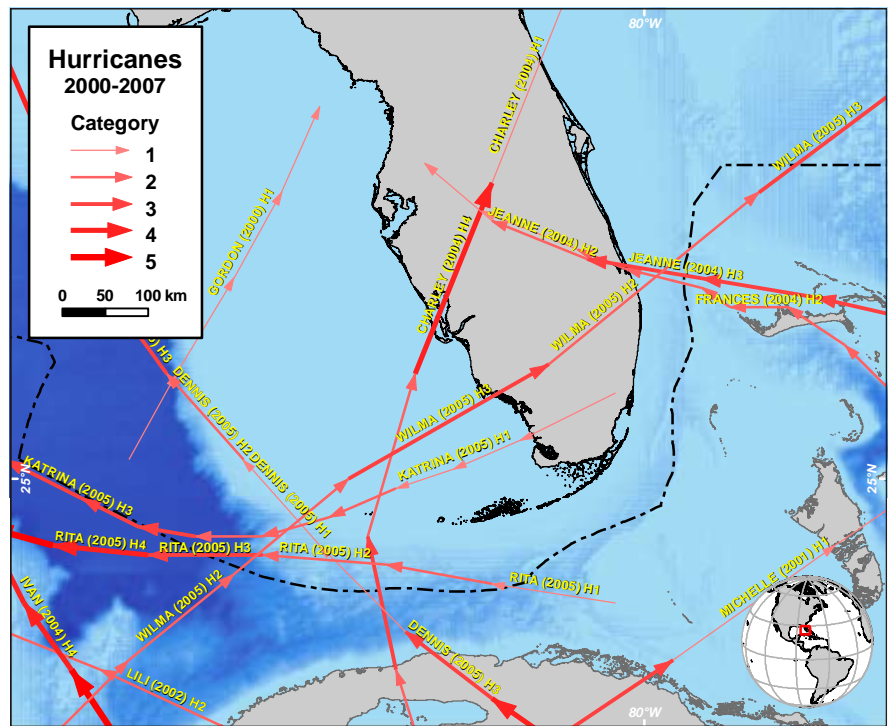 Hurricanes
2000-2007
Category
1
2
3
4
5
0 50 100 km
80°W
CHARLEY (2004) H1
WILMA (2005) H3
GORDON (2000) H1
CHARLEY (2004) H4
JEANNE (2004) H2
JEANNE (2004) H3
FRANCES (2004) H2
WILMA (2005) H2
H3
DENNIS (2005) H2
WILMA (2005) H3
DENNIS (2005) H1
KATRINA (2005) H1
25°N
KATRINA (2005) H3
25°N
RITA (2005) H4
RITA (2005) H3
RITA (2005) H2
RITA (2005) H1
WILMA (2005) H2
MICHELLE (2001) H1
IVAN (2004) H4
LILI (2002) H2
DENNIS (2005) H3
80°W